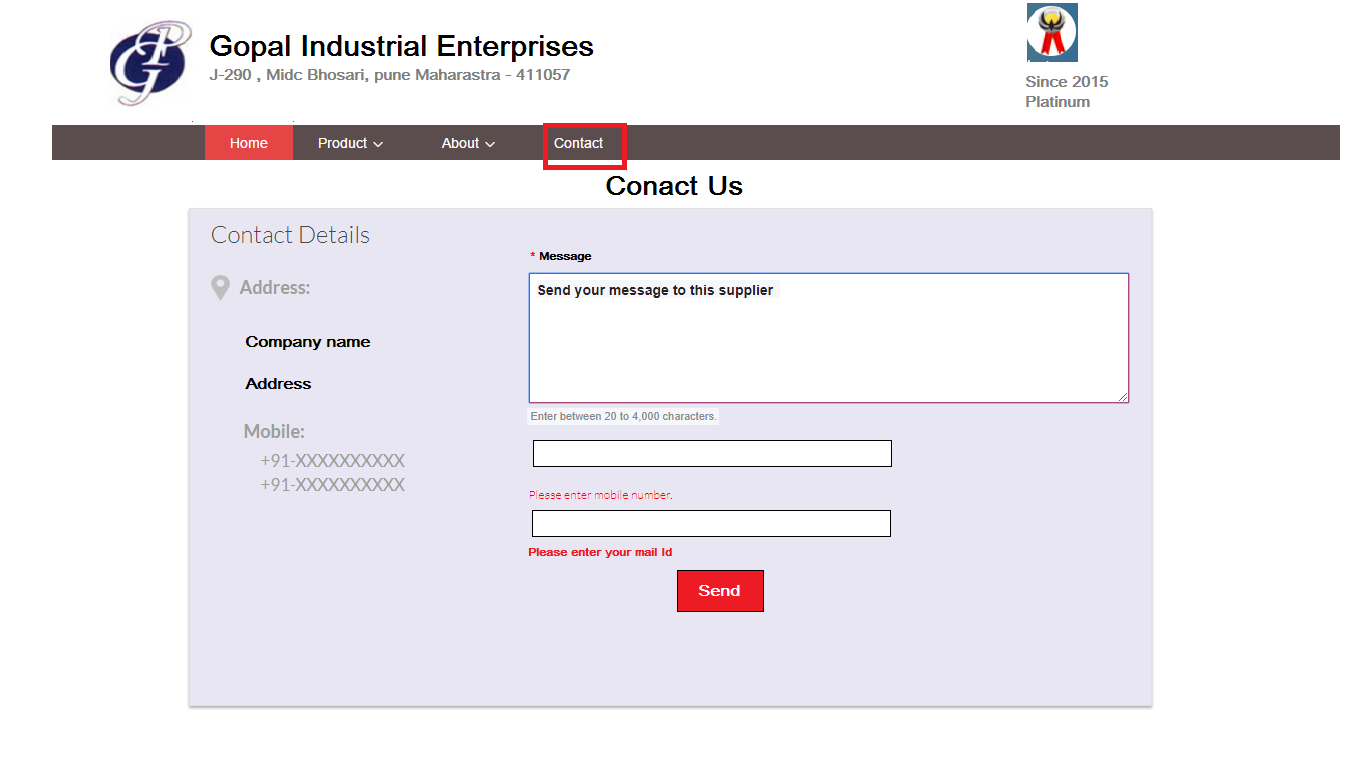 Gopal Industrial Enterprises
J-290 , Midc Bhosari, pune Maharastra - 411057
Since 2015
Platinum
Home Product About Contact
Conact Us
Contact Details
* Message
Address:
Send your message to this supplier
Company name
Address
Enter between 20 to 4,000 characters.
Mobile:
+91-XXXXXXXXXX
+91-XXXXXXXXXX
Please enter mobile number.
Please enter your mail Id
Send